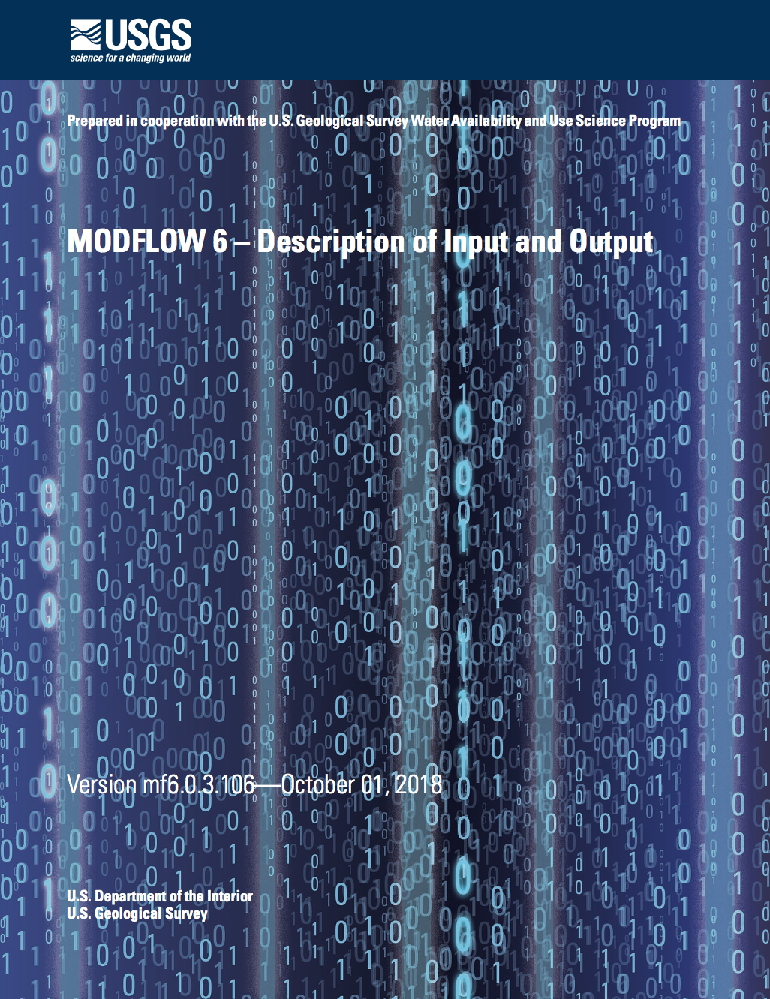 USGS
science for a changing world
Prepared in cooperation with the U.S. Geological Survey Water Availability and Use Science Program
MODFLOW 6 – Description of Input and Output
Version mf6.0.3.106—October 01, 2018
U.S. Department of the Interior
U.S. Geological Survey